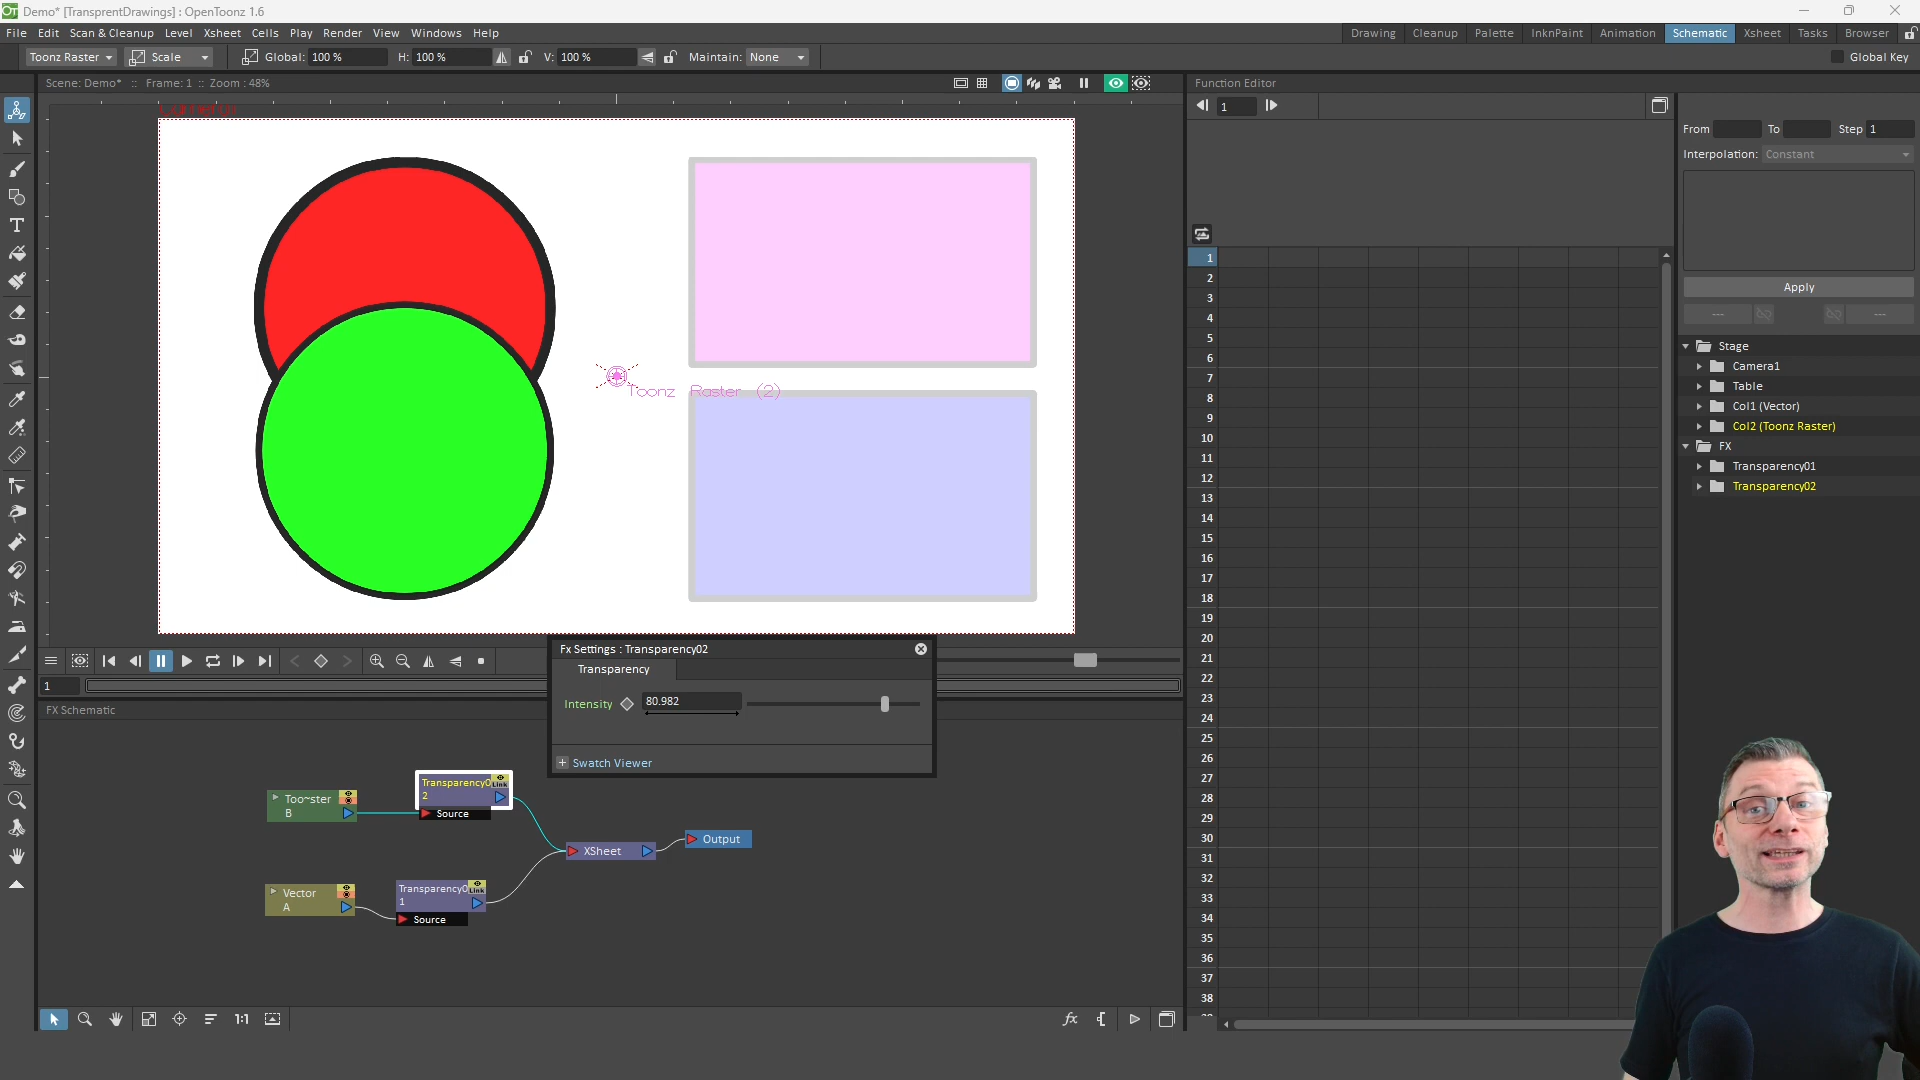 Demo* [TransprentDrawings] : OpenToonz 1.6
File Edit Scan & Cleanup Level Xsheet Cells Play Render View Windows Help
Drawing Cleanup Palette InknPaint Animation Schematic Xsheet Tasks Browser
Toonz Raster Scale Global: 100 % H: 100 % V: 100 % Maintain: None
Global Key
Scene: Demo* :: Frame: 1 :: Zoom : 48%
Function Editor
1
From To Step 1
Interpolation: Constant
Apply
--- ---
Toonz Raster (2)
Stage
Camera1
Table
Col1 (Vector)
Col2 (Toonz Raster)
FX
Transparency01
Transparency02
1
2
3
4
5
6
7
8
9
10
11
12
13
14
15
16
17
18
19
20
21
22
23
24
25
26
27
28
29
30
31
32
33
34
35
36
37
38
1
Fx Settings : Transparency02
Transparency
Intensity 80.982
+ Swatch Viewer
FX Schematic
Too~ster
B
Transparency0
2
Link
Source
XSheet
Output
Vector
A
Transparency0
1
Link
Source
1:1
fx